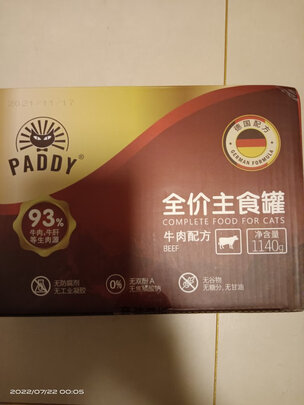 2021/11/17
PADDY®
德国配方
GERMAN FORMULA
93%
牛肉,牛肝
等生肉源
全价主食罐
COMPLETE FOOD FOR CATS
牛肉配方
BEEF
净含量
1140g
无防腐剂
无工业凝胶
0%
无双酚A
无谷物
无糖分,无甘油
2022/07/22 00:05